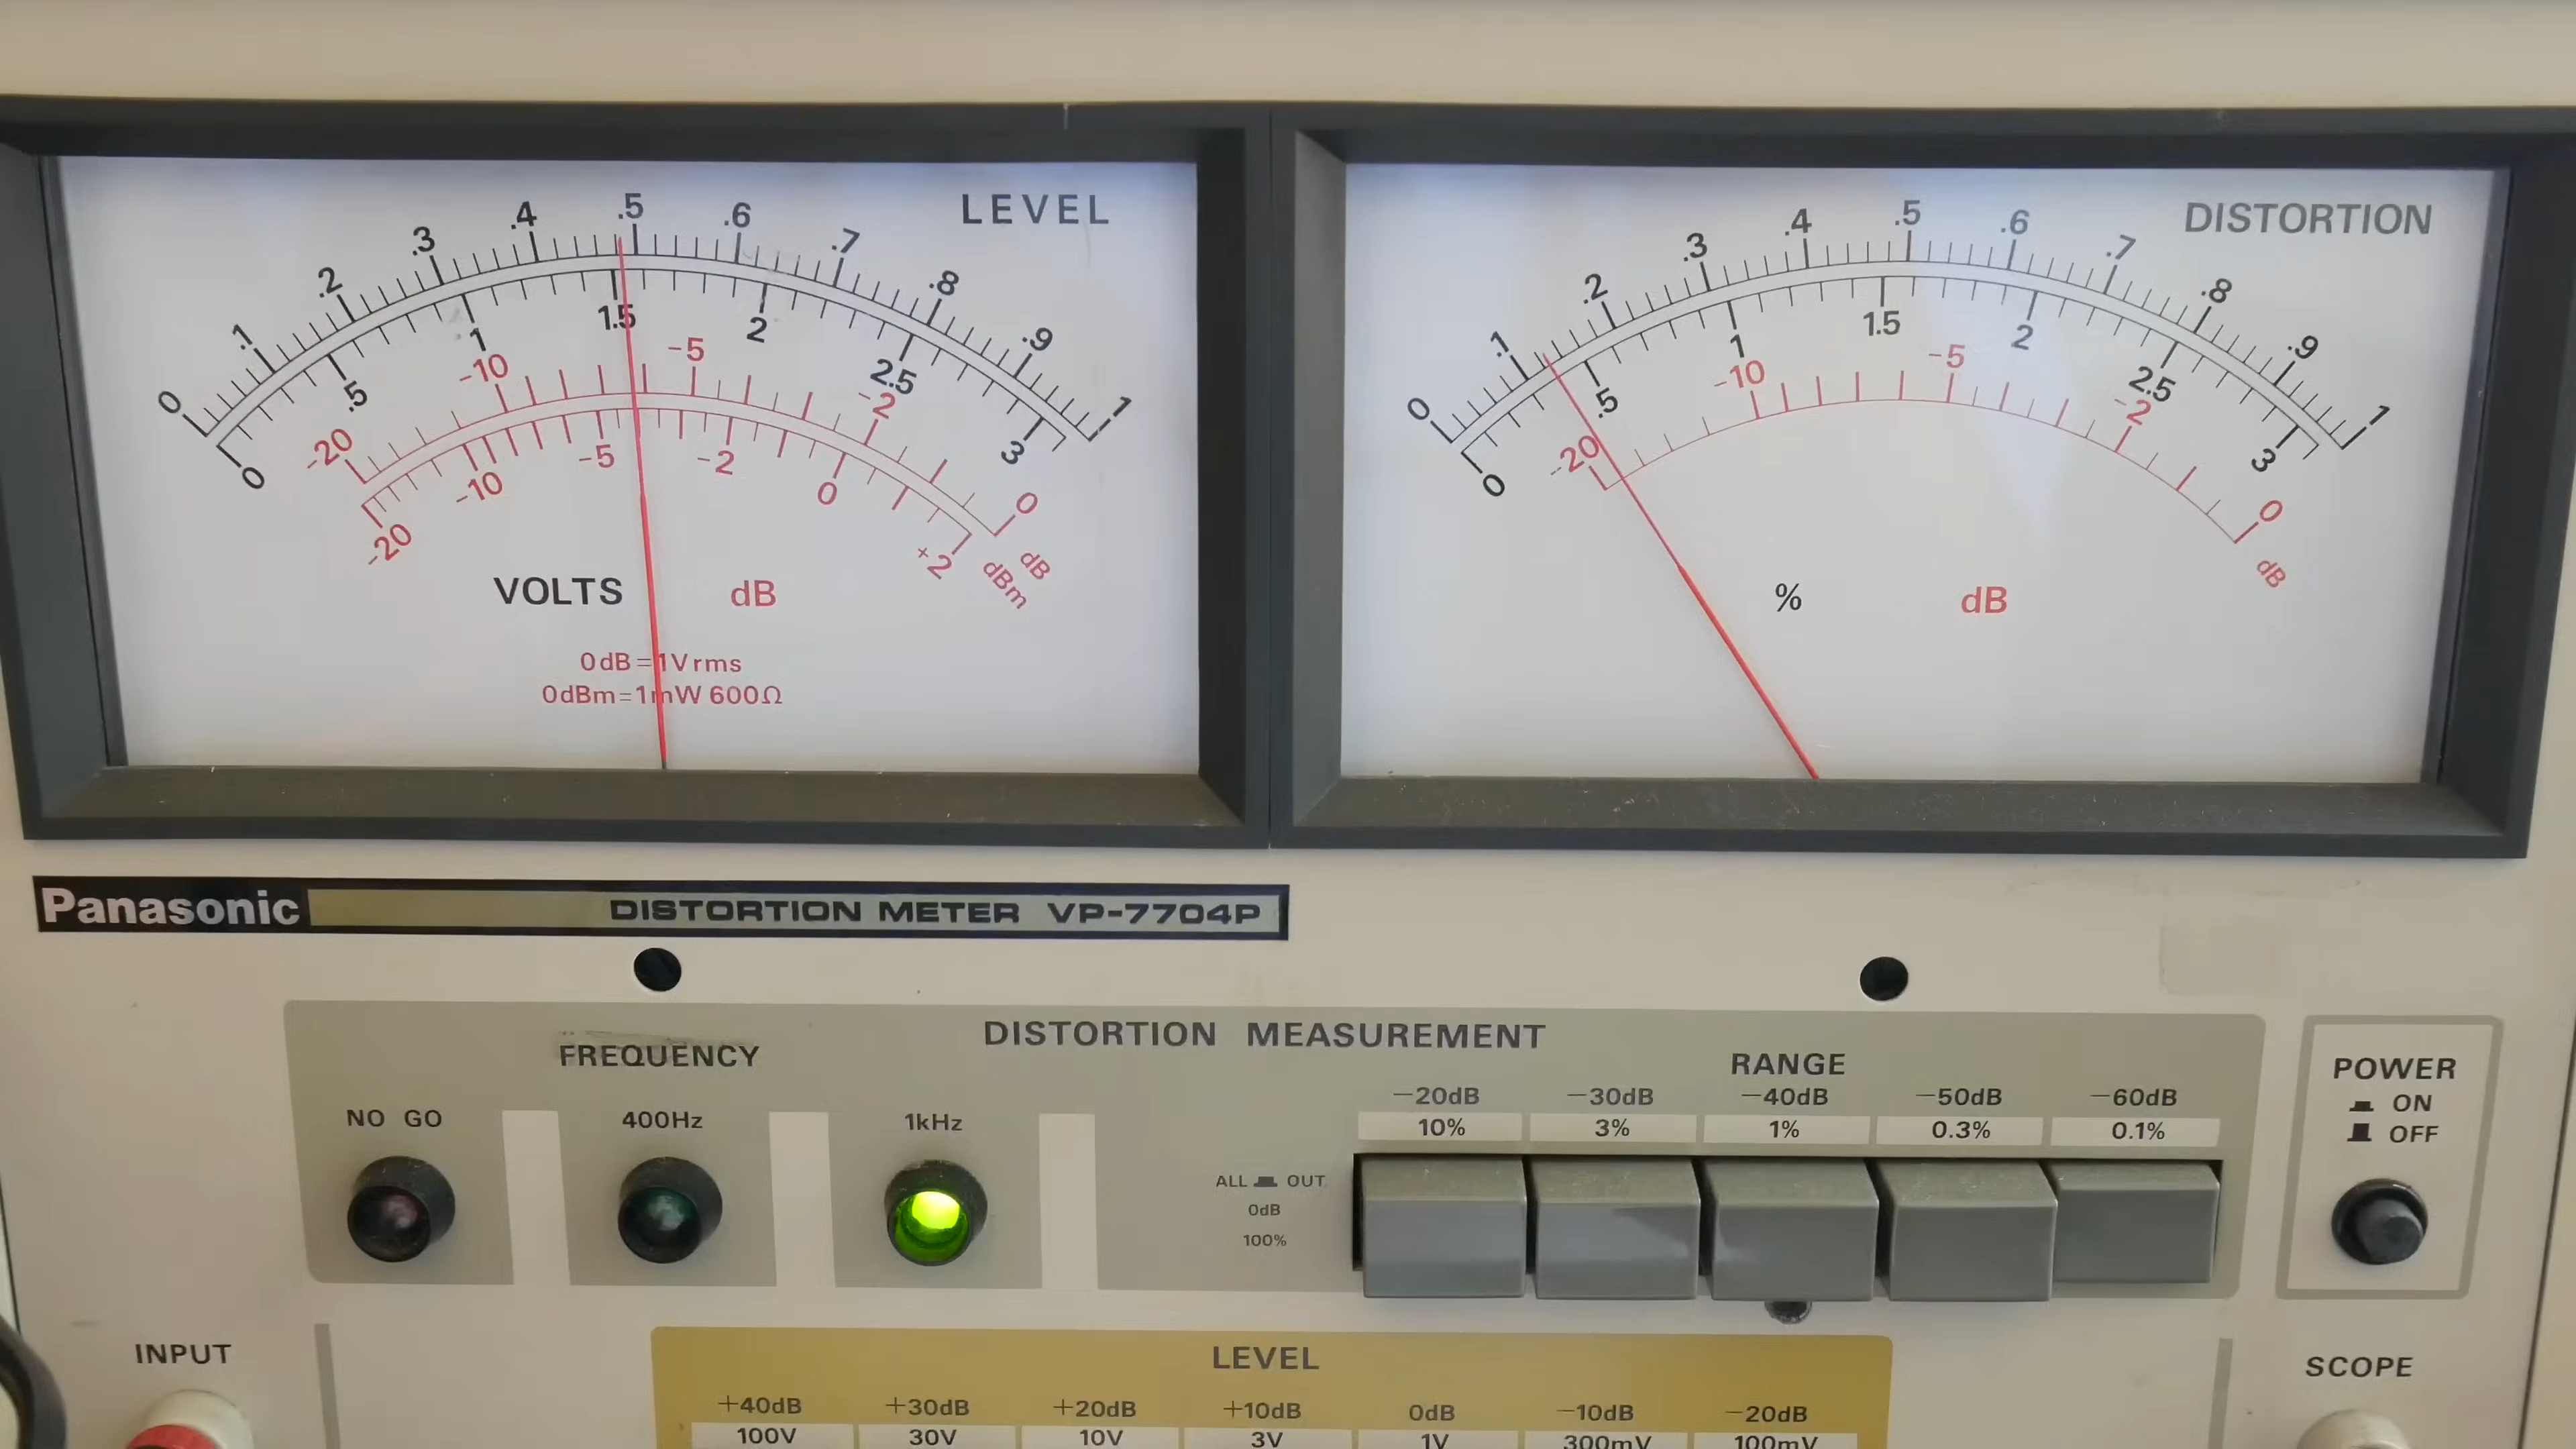 LEVEL
0 .1 .2 .3 .4 .5 .6 .7 .8 .9 1
0 .5 1 1.5 2 2.5 3
-20 -10 -5 -2 0 dB
-20 -10 -5 -2 0 +2 dBm
VOLTS dB
0dB=1Vrms
0dBm=1mW 600Ω
DISTORTION
0 .1 .2 .3 .4 .5 .6 .7 .8 .9 1
0 .5 1 1.5 2 2.5 3
-20 -10 -5 -2 0 dB
% dB
Panasonic DISTORTION METER VP-7704P
DISTORTION MEASUREMENT
FREQUENCY
NO GO 400Hz 1kHz
RANGE
-20dB -30dB -40dB -50dB -60dB
10% 3% 1% 0.3% 0.1%
ALL OUT
0dB
100%
POWER
ON
OFF
INPUT
LEVEL
+40dB +30dB +20dB +10dB 0dB -10dB -20dB
100V 30V 10V 3V 1V 300mV 100mV
SCOPE